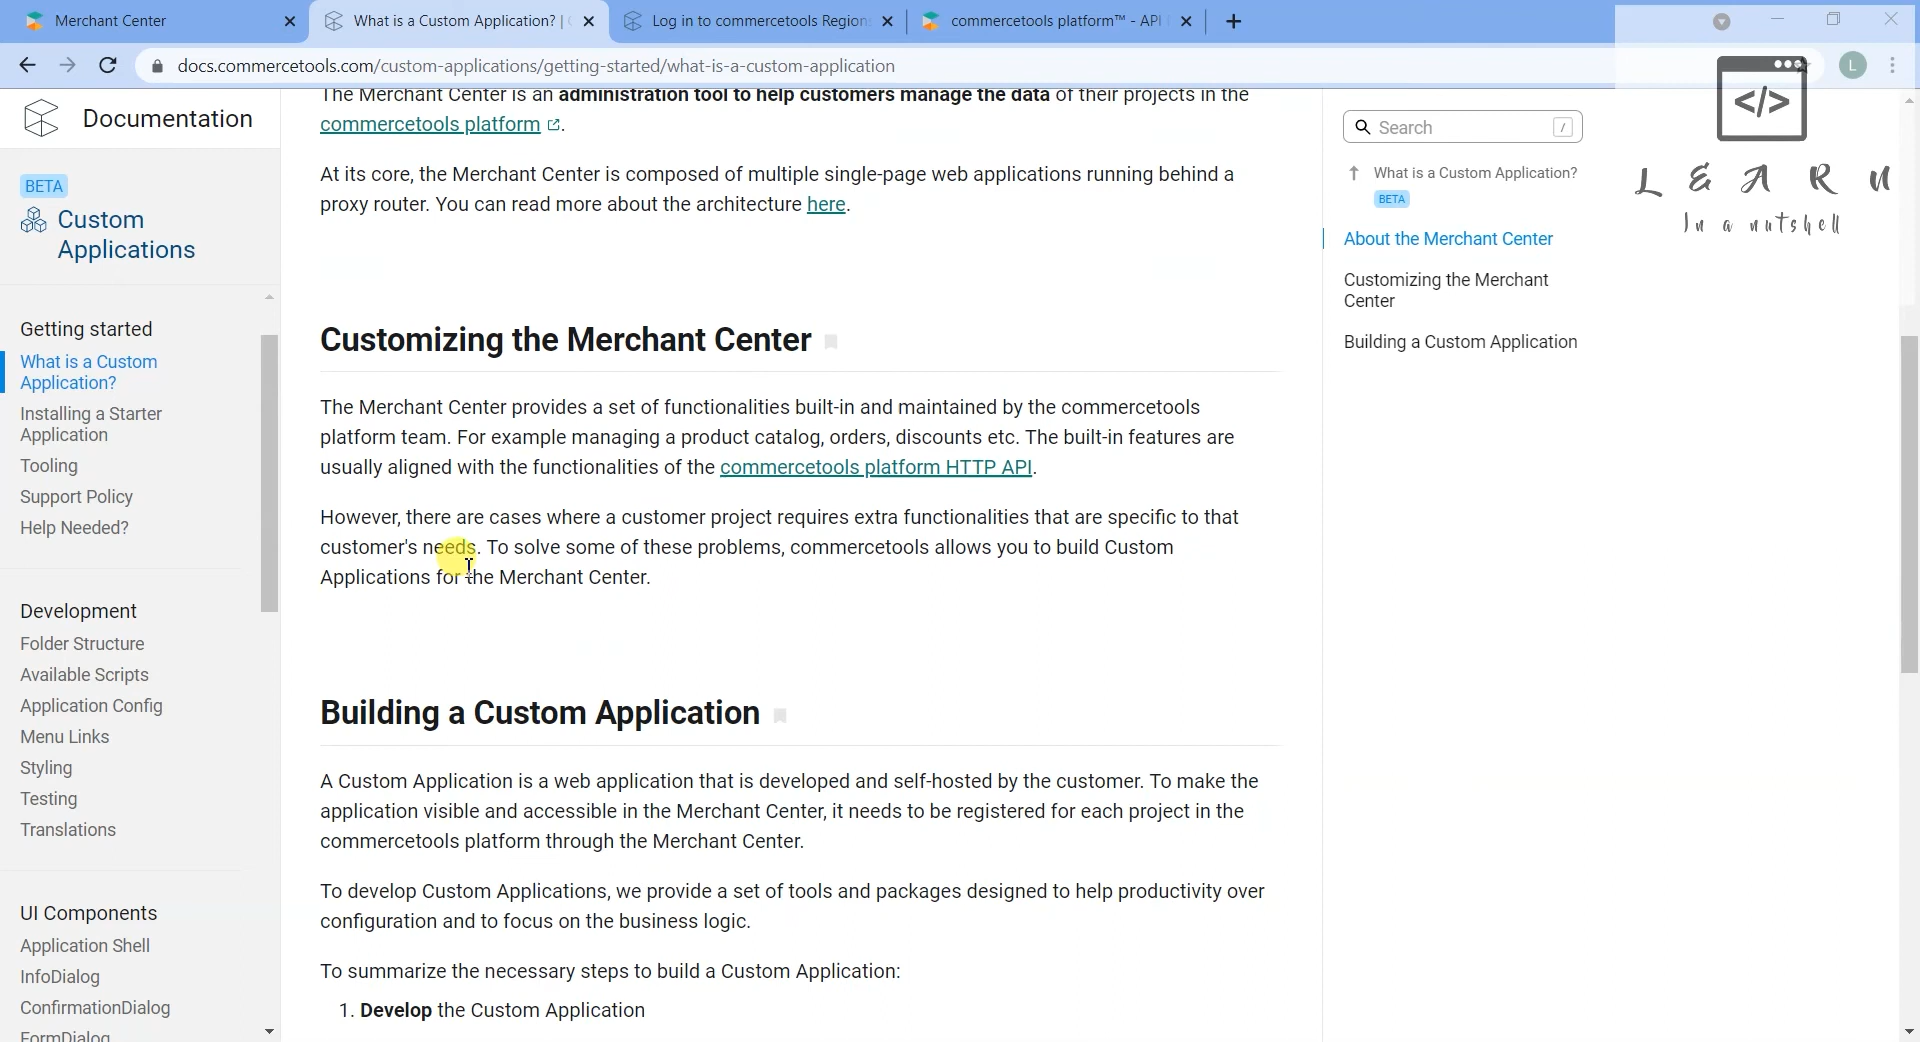 Merchant Center
What is a Custom Application? |
Log in to commercetools Region
commercetools platform™ - API
docs.commercetools.com/custom-applications/getting-started/what-is-a-custom-application
L
</>
LEARN
In a nutshell
Documentation
BETA
Custom
Applications
Getting started
What is a Custom
Application?
Installing a Starter
Application
Tooling
Support Policy
Help Needed?
Development
Folder Structure
Available Scripts
Application Config
Menu Links
Styling
Testing
Translations
UI Components
Application Shell
InfoDialog
ConfirmationDialog
FormDialog
The Merchant Center is an administration tool to help customers manage the data of their projects in the
commercetools platform.
At its core, the Merchant Center is composed of multiple single-page web applications running behind a
proxy router. You can read more about the architecture here.
Customizing the Merchant Center
The Merchant Center provides a set of functionalities built-in and maintained by the commercetools
platform team. For example managing a product catalog, orders, discounts etc. The built-in features are
usually aligned with the functionalities of the commercetools platform HTTP API.
However, there are cases where a customer project requires extra functionalities that are specific to that
customer's needs. To solve some of these problems, commercetools allows you to build Custom
Applications for the Merchant Center.
Building a Custom Application
A Custom Application is a web application that is developed and self-hosted by the customer. To make the
application visible and accessible in the Merchant Center, it needs to be registered for each project in the
commercetools platform through the Merchant Center.
To develop Custom Applications, we provide a set of tools and packages designed to help productivity over
configuration and to focus on the business logic.
To summarize the necessary steps to build a Custom Application:
1. Develop the Custom Application
Search /
What is a Custom Application?
BETA
About the Merchant Center
Customizing the Merchant
Center
Building a Custom Application